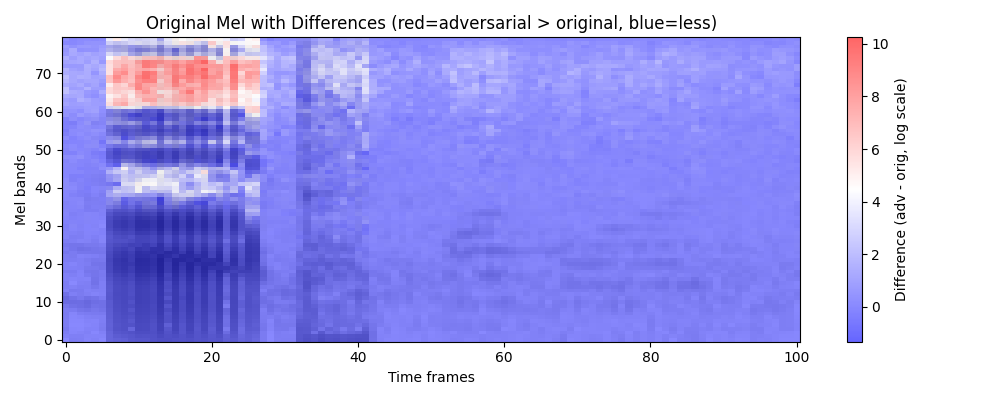 Original Mel with Differences (red=adversarial > original, blue=less)
Mel bands
70
60
50
40
30
20
10
0
0 20 40 60 80 100
Time frames
10
8
6
4
2
0
Difference (adv - orig, log scale)